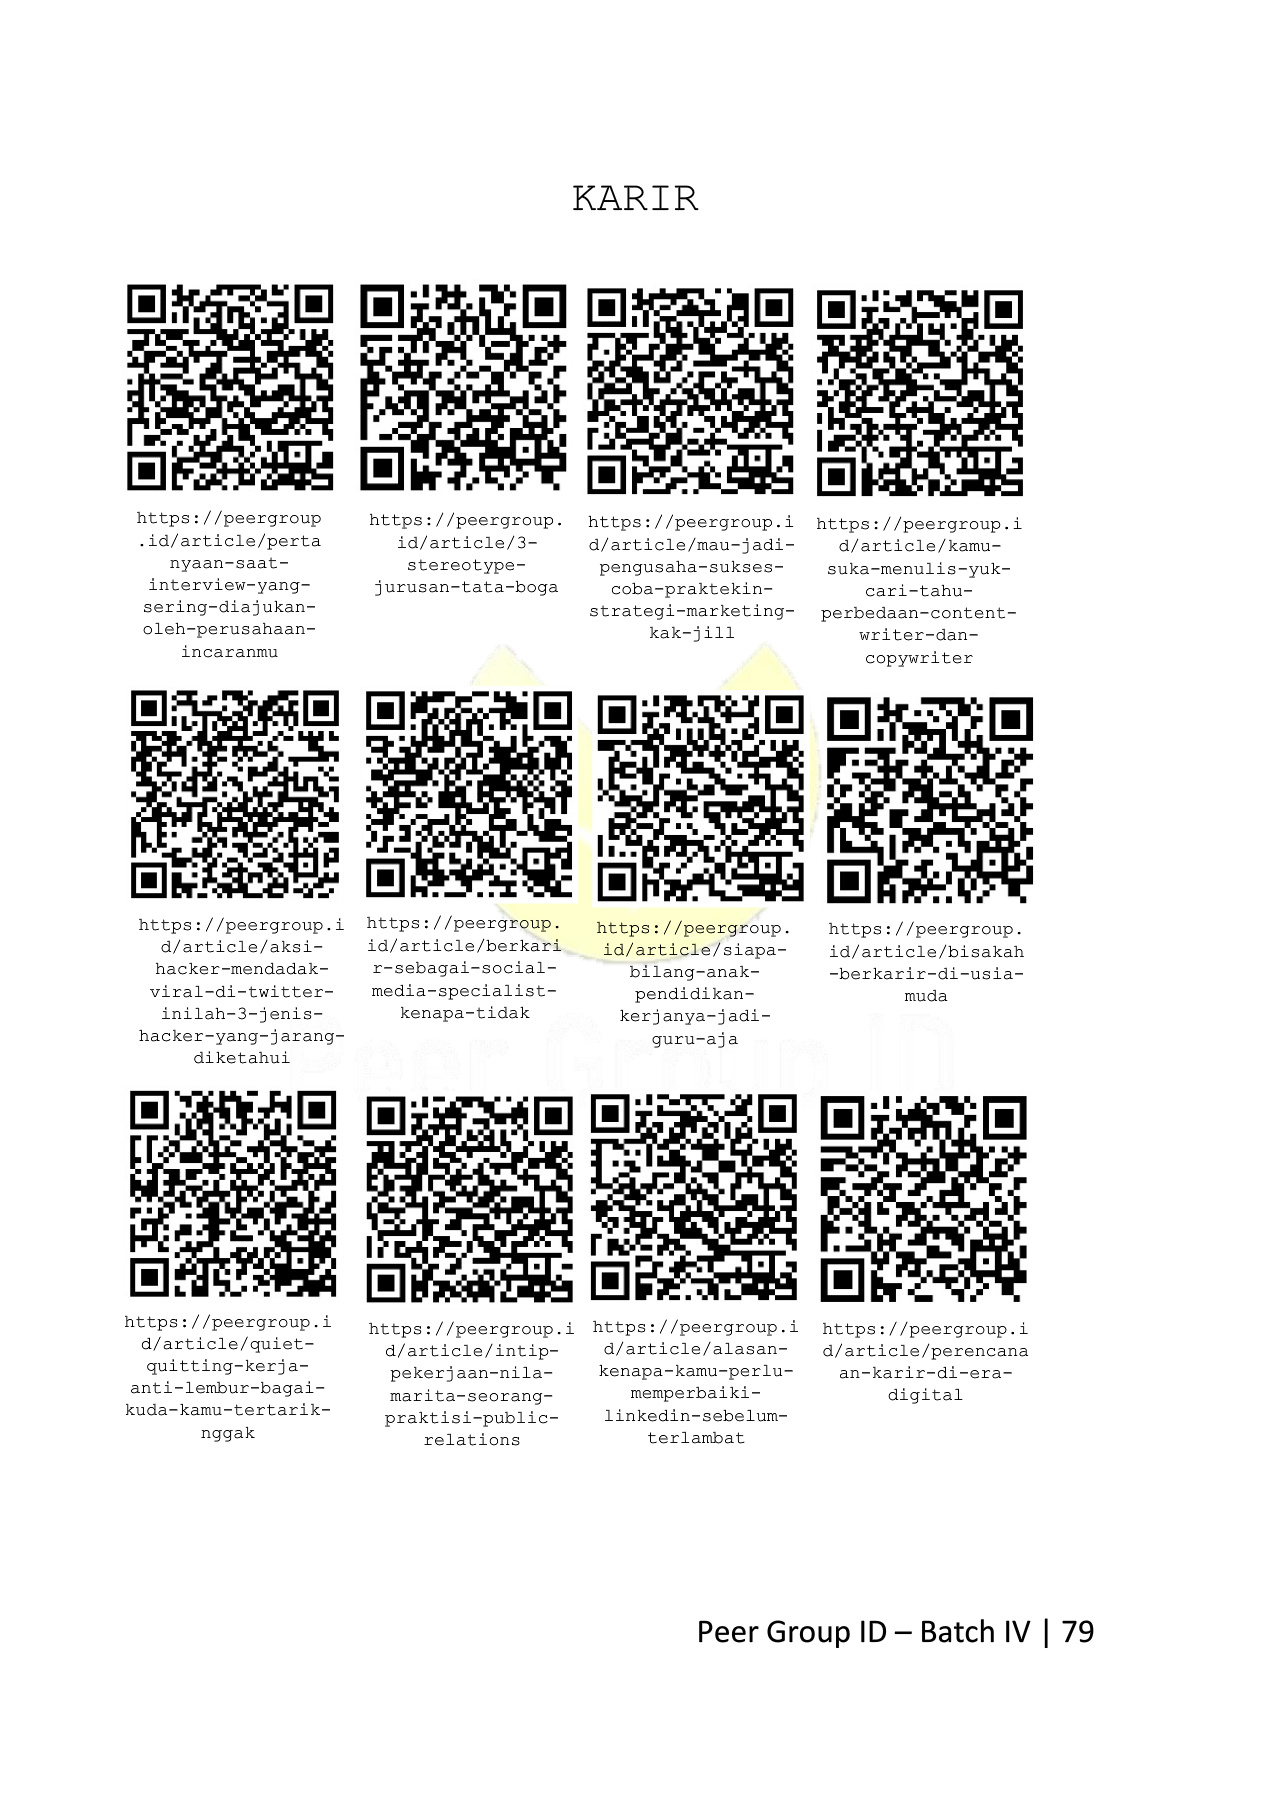 KARIR
https://peergroup
.id/article/perta
nyaan-saat-
interview-yang-
sering-diajukan-
oleh-perusahaan-
incaranmu
https://peergroup.
id/article/3-
stereotype-
jurusan-tata-boga
https://peergroup.i
d/article/mau-jadi-
pengusaha-sukses-
coba-praktekin-
strategi-marketing-
kak-jill
https://peergroup.i
d/article/kamu-
suka-menulis-yuk-
cari-tahu-
perbedaan-content-
writer-dan-
copywriter
https://peergroup.i
d/article/aksi-
hacker-mendadak-
viral-di-twitter-
inilah-3-jenis-
hacker-yang-jarang-
diketahui
https://peergroup.
id/article/berkari
r-sebagai-social-
media-specialist-
kenapa-tidak
https://peergroup.
id/article/siapa-
bilang-anak-
pendidikan-
kerjanya-jadi-
guru-aja
https://peergroup.
id/article/bisakah
-berkarir-di-usia-
muda
Peer Group ID
https://peergroup.i
d/article/quiet-
quitting-kerja-
anti-lembur-bagai-
kuda-kamu-tertarik-
nggak
https://peergroup.i
d/article/intip-
pekerjaan-nila-
marita-seorang-
praktisi-public-
relations
https://peergroup.i
d/article/alasan-
kenapa-kamu-perlu-
memperbaiki-
linkedin-sebelum-
terlambat
https://peergroup.i
d/article/perencana
an-karir-di-era-
digital
Peer Group ID – Batch IV | 79